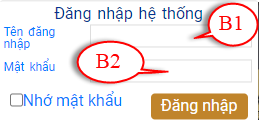 Đăng nhập hệ thống
Tên đăng
nhập
B1
Mật khẩu
B2
Nhớ mật khẩu
Đăng nhập